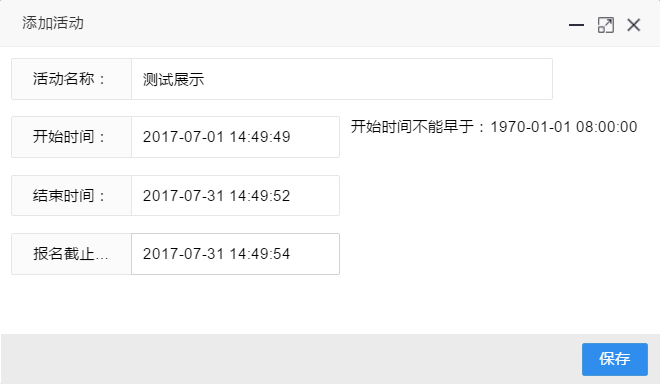 添加活动
活动名称： 测试展示
开始时间： 2017-07-01 14:49:49 开始时间不能早于：1970-01-01 08:00:00
结束时间： 2017-07-31 14:49:52
报名截止... 2017-07-31 14:49:54
保存